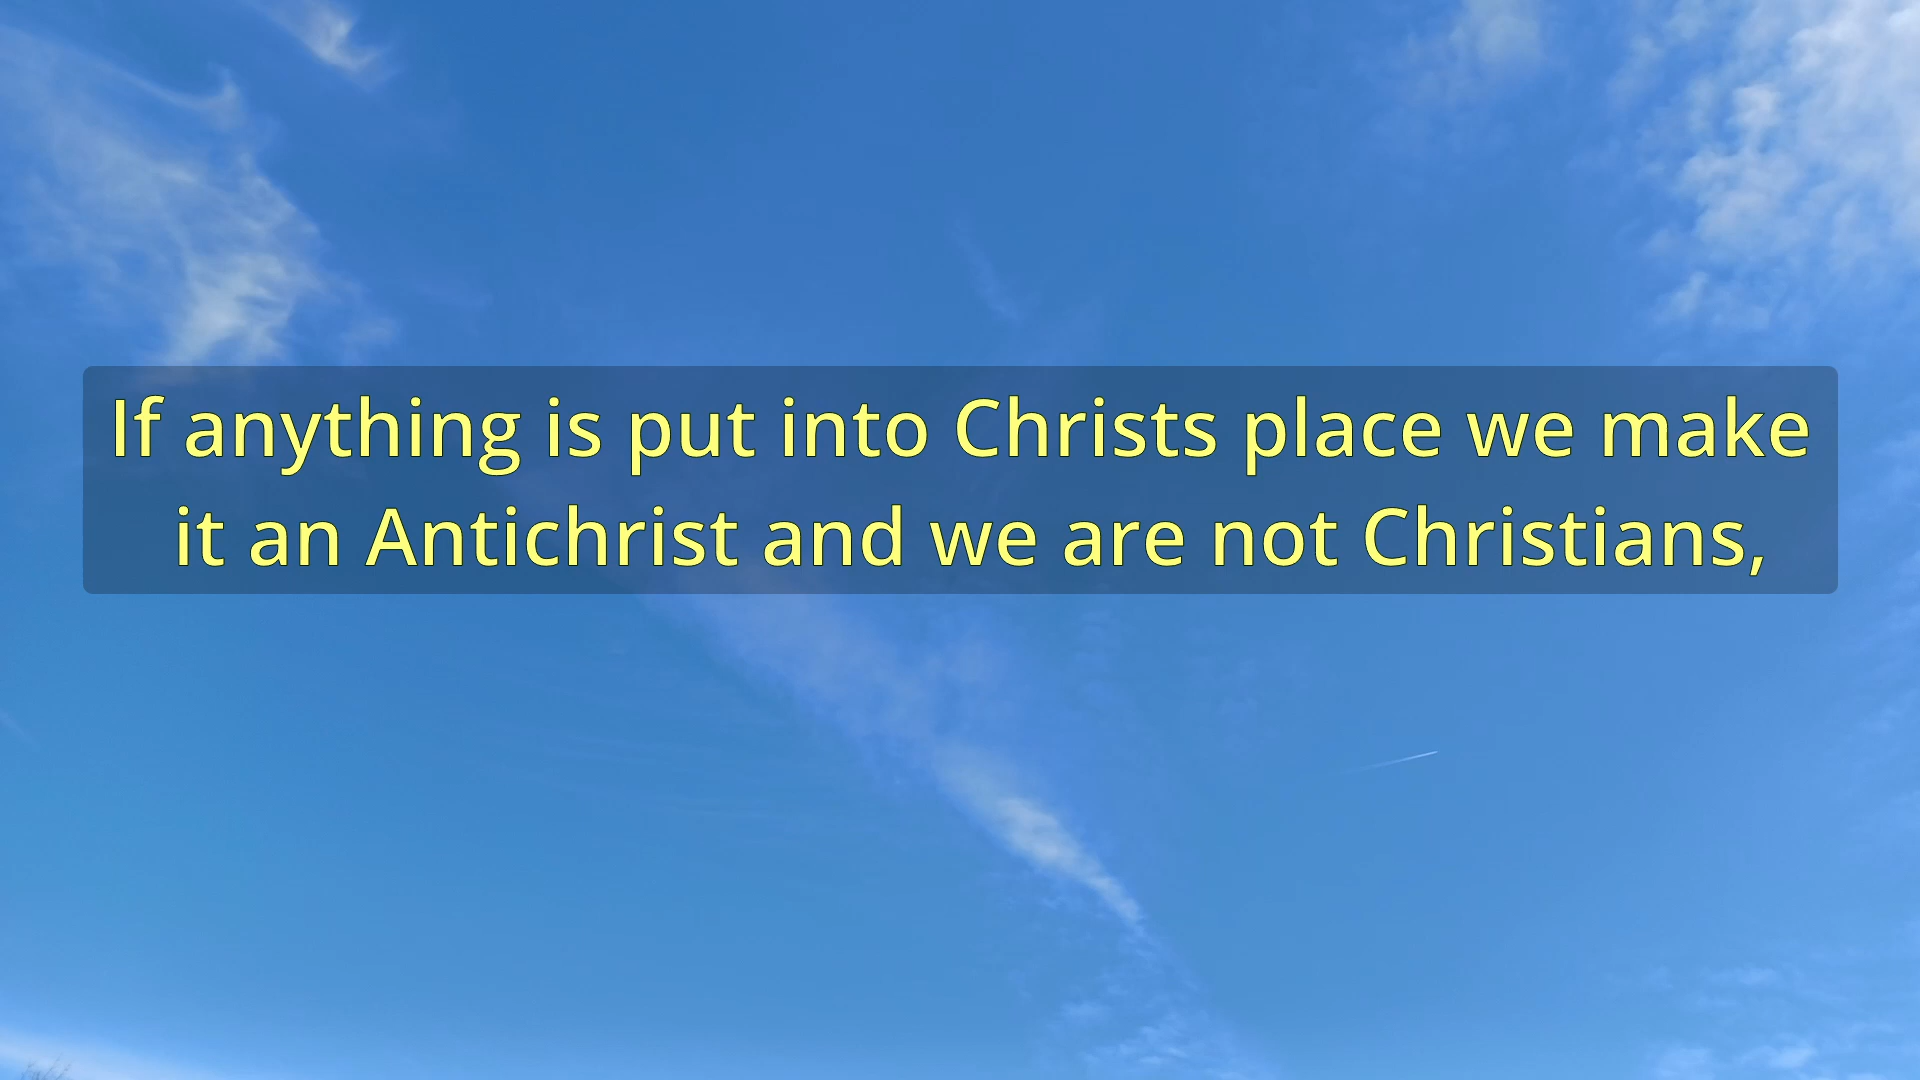 If anything is put into Christs place we make
it an Antichrist and we are not Christians,